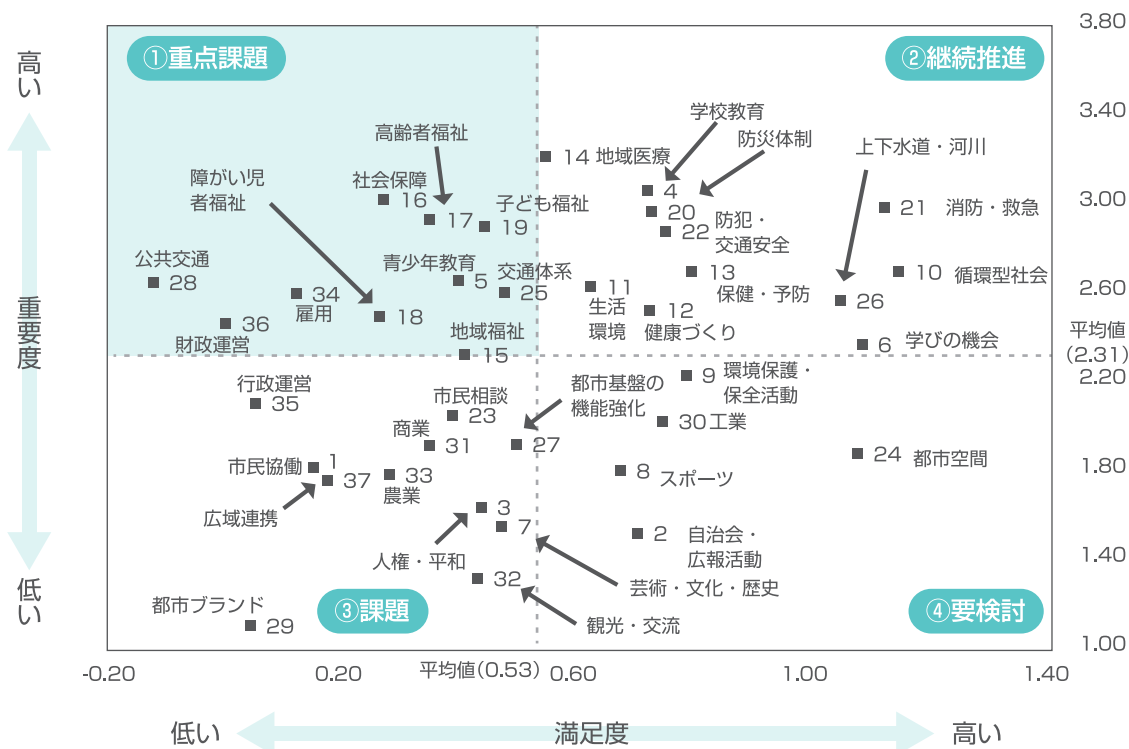 3.80
①重点課題
②継続推進
高い
3.40
学校教育
高齢者福祉
防災体制
上下水道・河川
14 地域医療
障がい児
者福祉
社会保障
16
4
3.00
子ども福祉
20
21 消防・救急
17
19
22
防犯・
交通安全
公共交通
青少年教育
交通体系
13
10
循環型社会
28
5
11
保健・予防
34
25
2.60
雇用
生活
環境
12
26
18
健康づくり
36
財政運営
地域福祉
平均値
(2.31)
6
学びの機会
15
重要度
行政運営
都市基盤の
機能強化
9
環境保護・
保全活動
2.20
35
市民相談
23
30 工業
商業
31
27
24 都市空間
市民協働
1
8
スポーツ
1.80
37
33
農業
広域連携
3
7
2
自治会・
広報活動
人権・平和
1.40
32
芸術・文化・歴史
低い
都市ブランド
29
③課題
観光・交流
④要検討
1.00
-0.20
0.20
平均値(0.53)
0.60
1.00
1.40
低い
満足度
高い